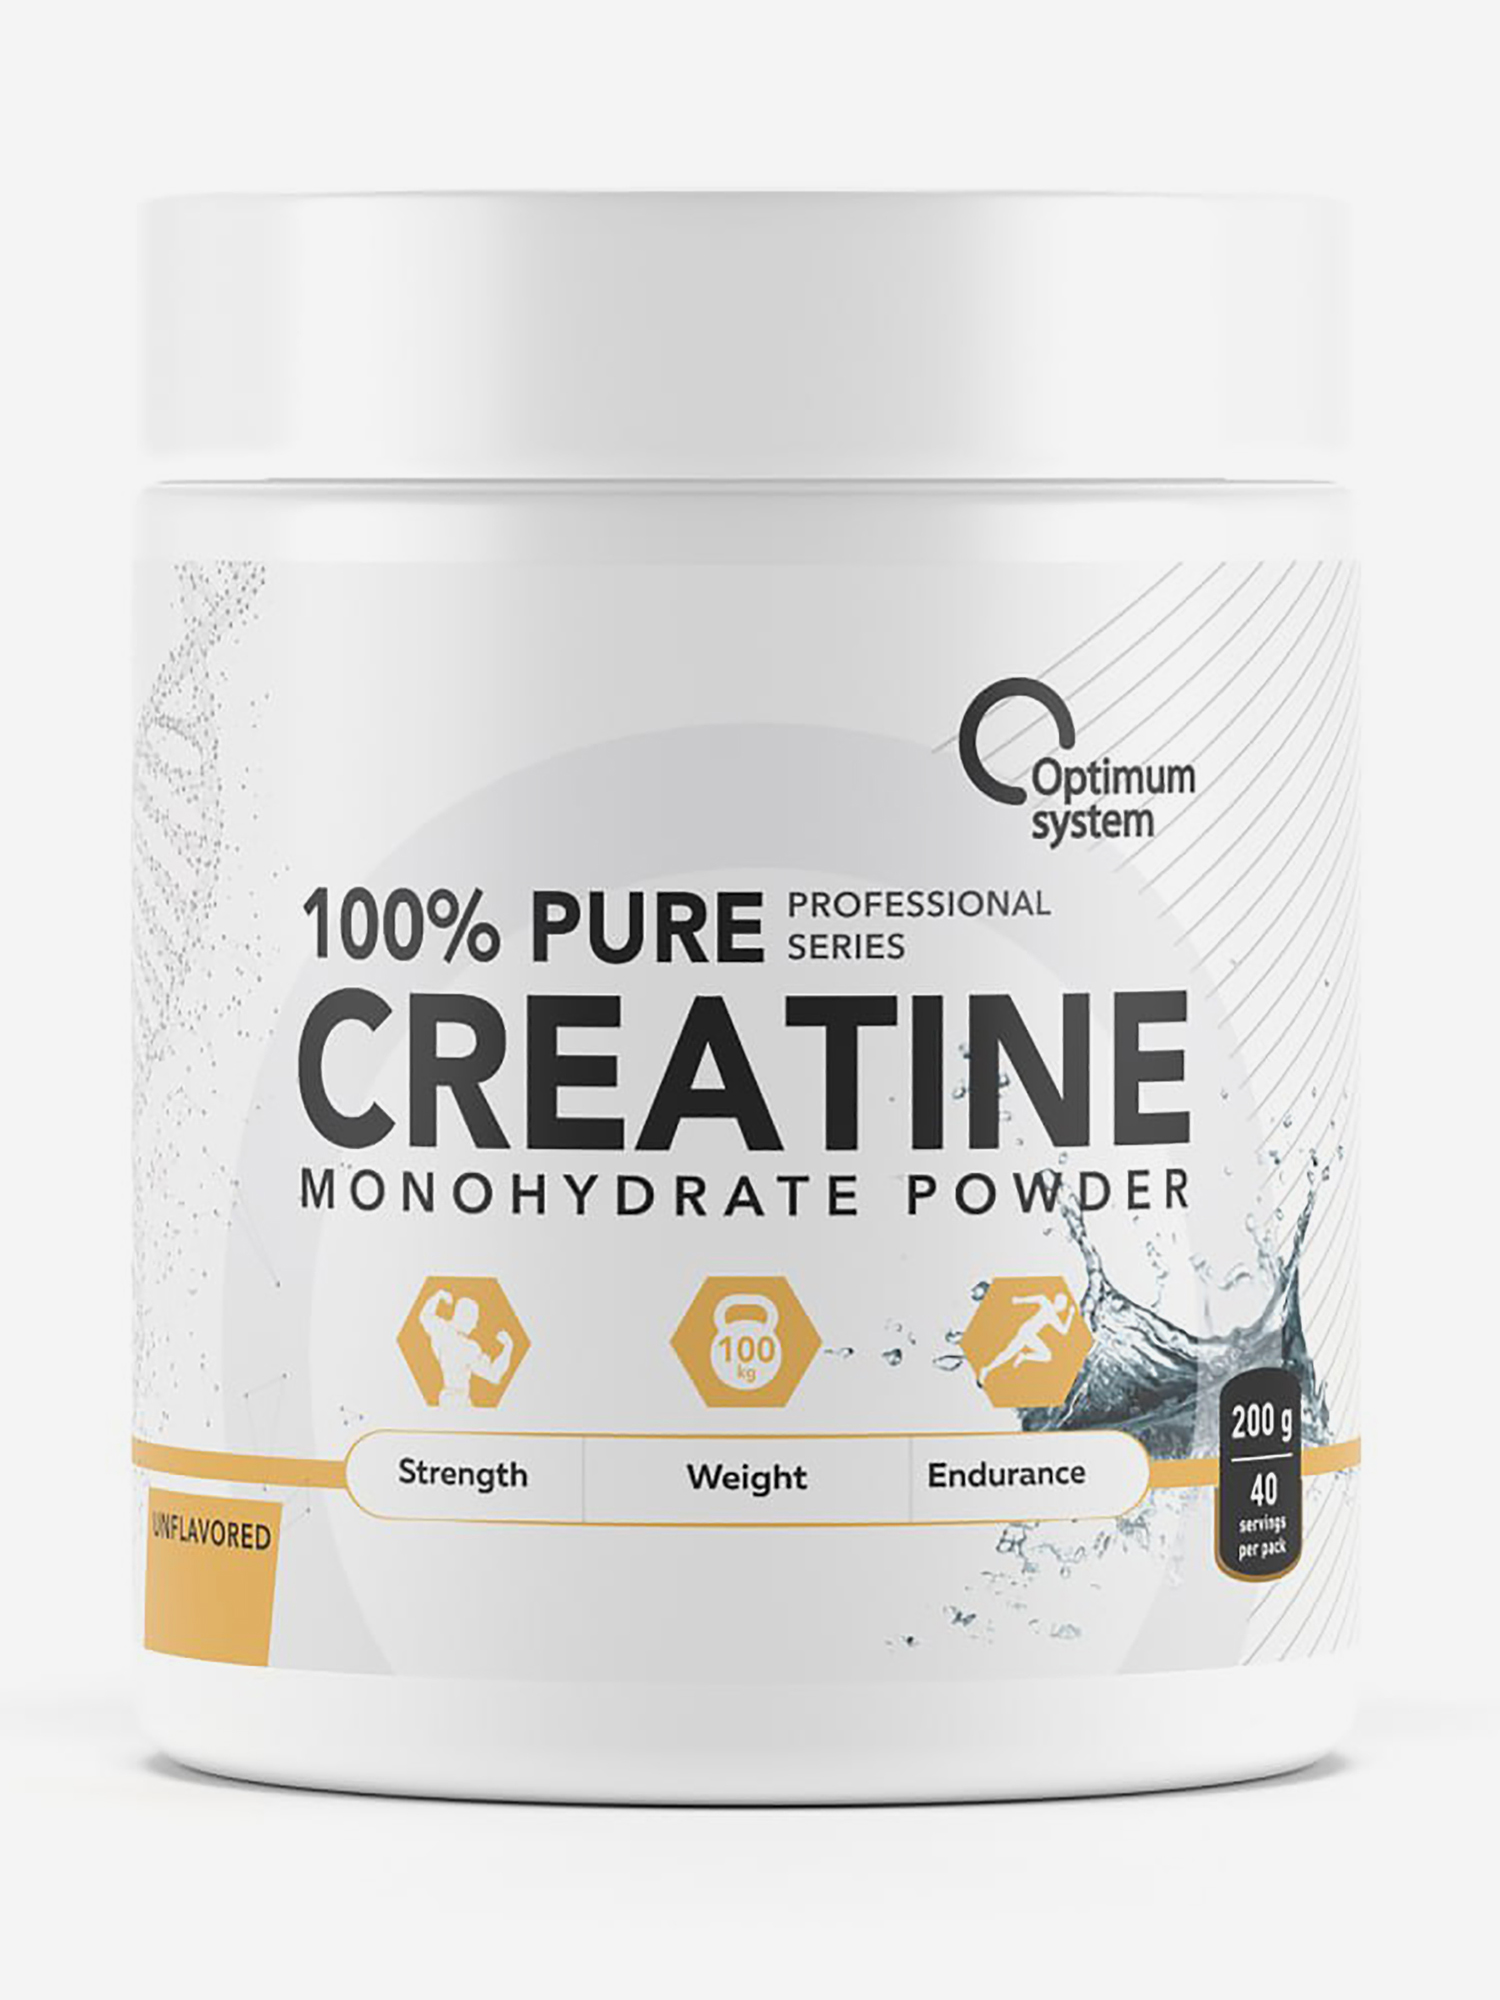 Optimum
system
100% PURE PROFESSIONAL
SERIES
CREATINE
MONOHYDRATE POWDER
100
kg
Strength Weight Endurance
200 g
40
servings
per pack
UNFLAVORED